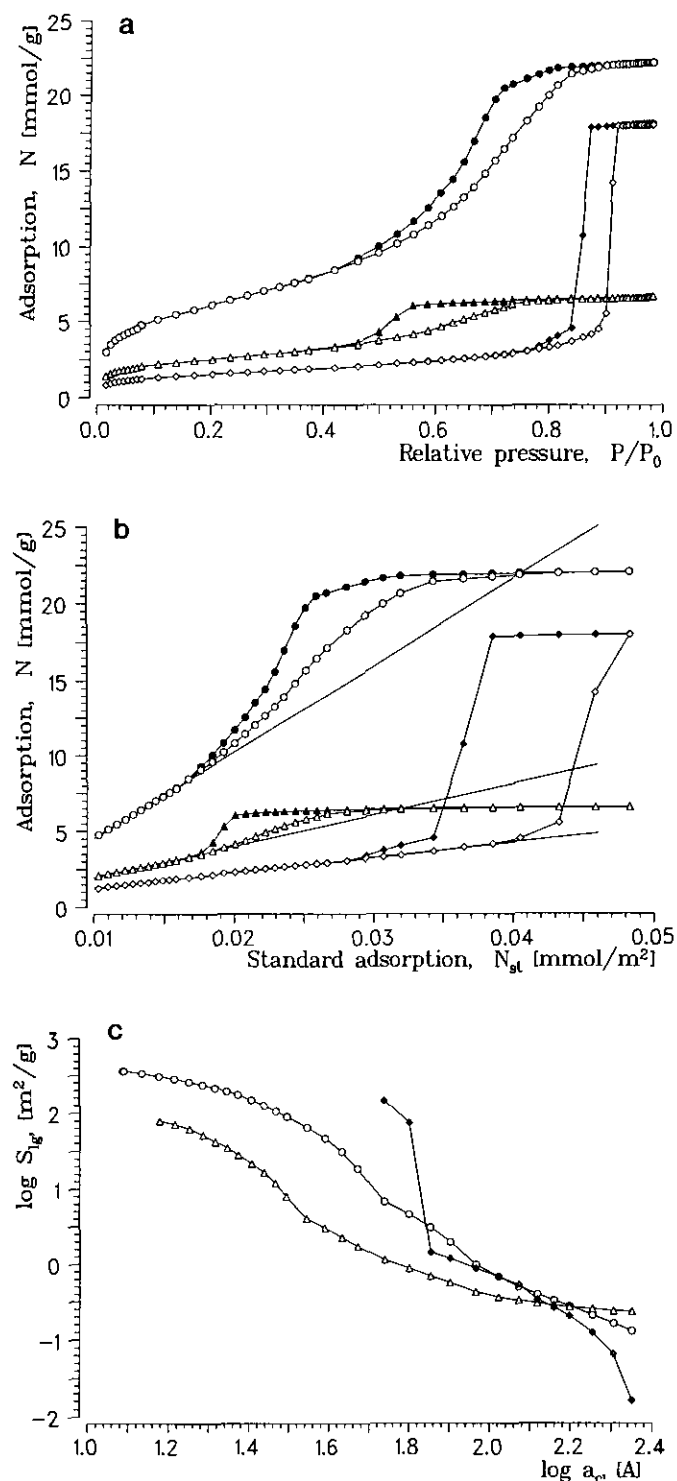 a
25
20
15
10
5
0
Adsorption, N [mmol/g]
0.0 0.2 0.4 0.6 0.8 1.0
Relative pressure, P/P₀
b
25
20
15
10
5
0
Adsorption, N [mmol/g]
0.01 0.02 0.03 0.04 0.05
Standard adsorption, Nst [mmol/m²]
c
3
2
1
0
−1
−2
log Slg, [m²/g]
1.0 1.2 1.4 1.6 1.8 2.0 2.2 2.4